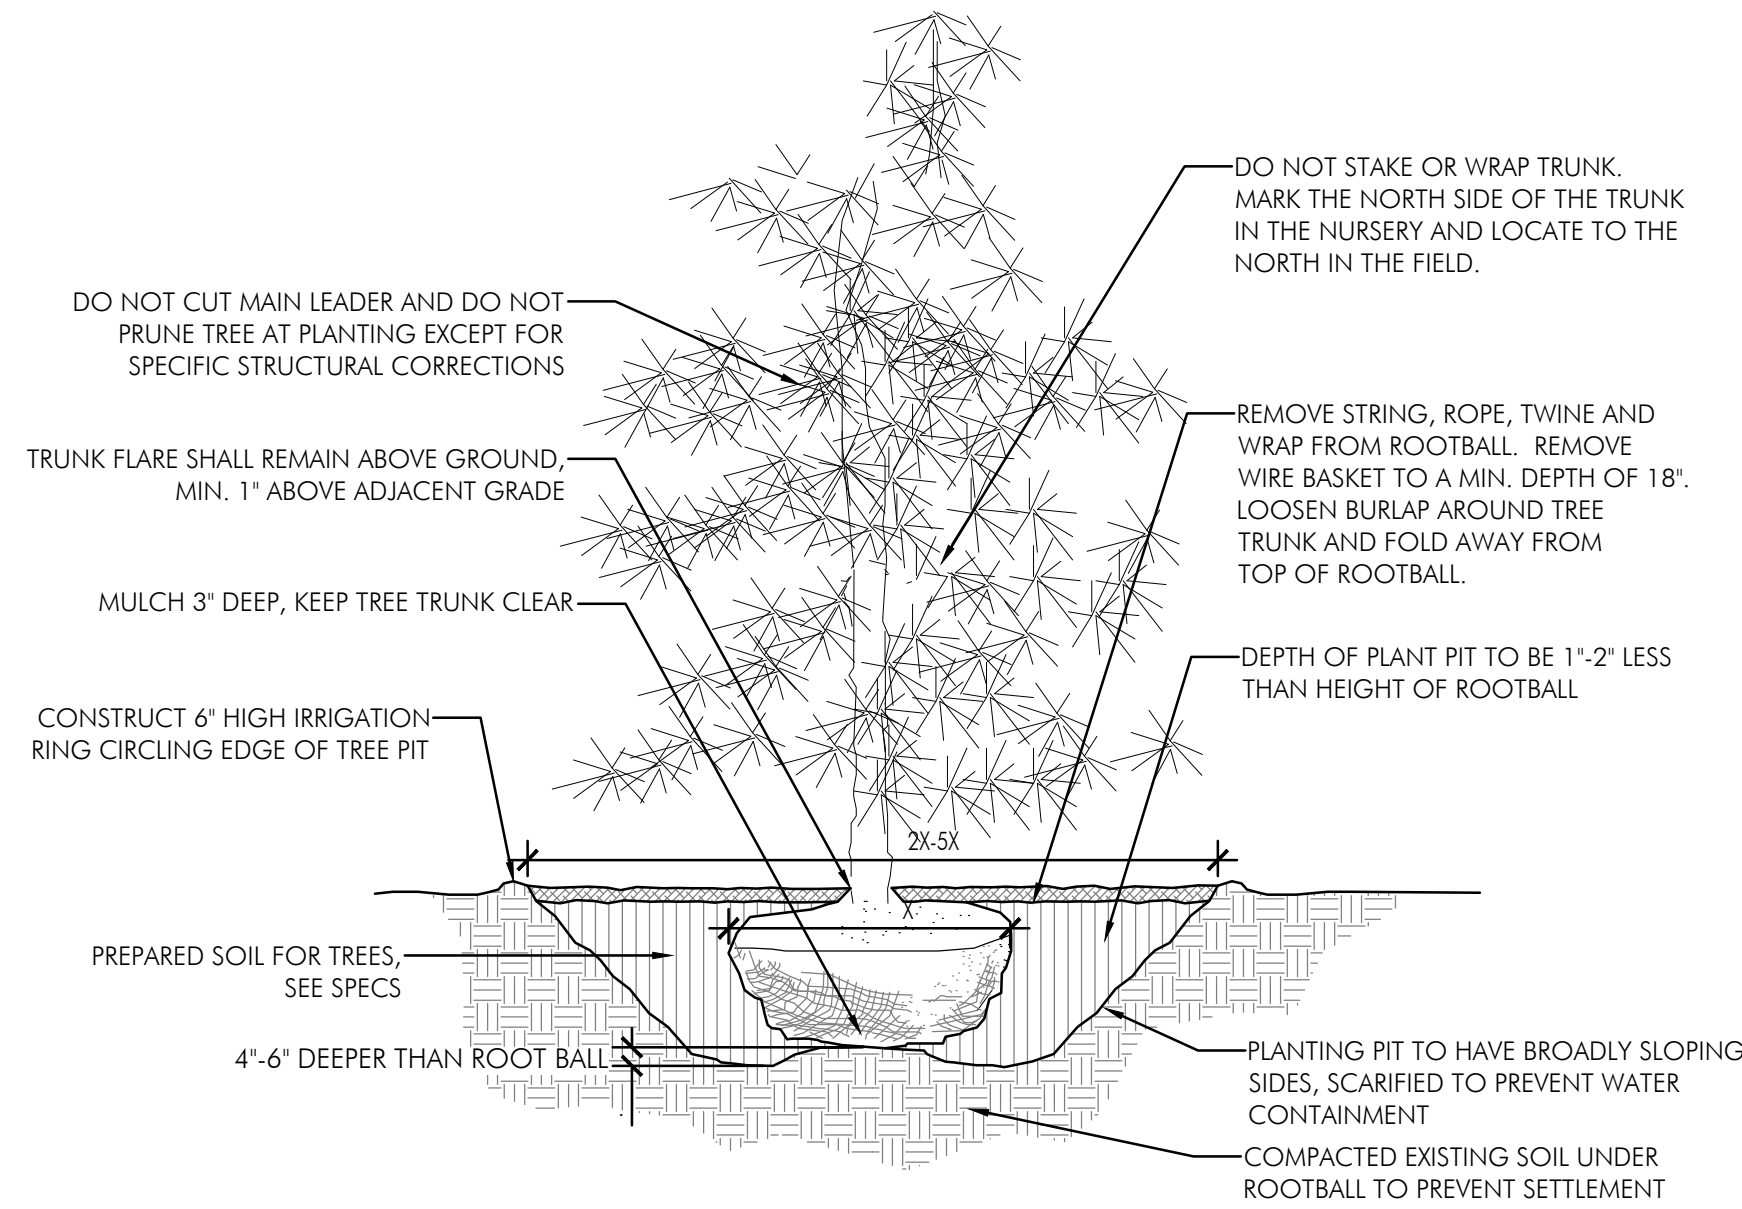 DO NOT STAKE OR WRAP TRUNK.
MARK THE NORTH SIDE OF THE TRUNK
IN THE NURSERY AND LOCATE TO THE
NORTH IN THE FIELD.
DO NOT CUT MAIN LEADER AND DO NOT
PRUNE TREE AT PLANTING EXCEPT FOR
SPECIFIC STRUCTURAL CORRECTIONS
REMOVE STRING, ROPE, TWINE AND
WRAP FROM ROOTBALL. REMOVE
WIRE BASKET TO A MIN. DEPTH OF 18".
LOOSEN BURLAP AROUND TREE
TRUNK AND FOLD AWAY FROM
TOP OF ROOTBALL.
TRUNK FLARE SHALL REMAIN ABOVE GROUND,
MIN. 1" ABOVE ADJACENT GRADE
MULCH 3" DEEP, KEEP TREE TRUNK CLEAR
DEPTH OF PLANT PIT TO BE 1"-2" LESS
THAN HEIGHT OF ROOTBALL
CONSTRUCT 6" HIGH IRRIGATION
RING CIRCLING EDGE OF TREE PIT
2X-5X
X
PREPARED SOIL FOR TREES,
SEE SPECS
4"-6" DEEPER THAN ROOT BALL
PLANTING PIT TO HAVE BROADLY SLOPING
SIDES, SCARIFIED TO PREVENT WATER
CONTAINMENT
COMPACTED EXISTING SOIL UNDER
ROOTBALL TO PREVENT SETTLEMENT